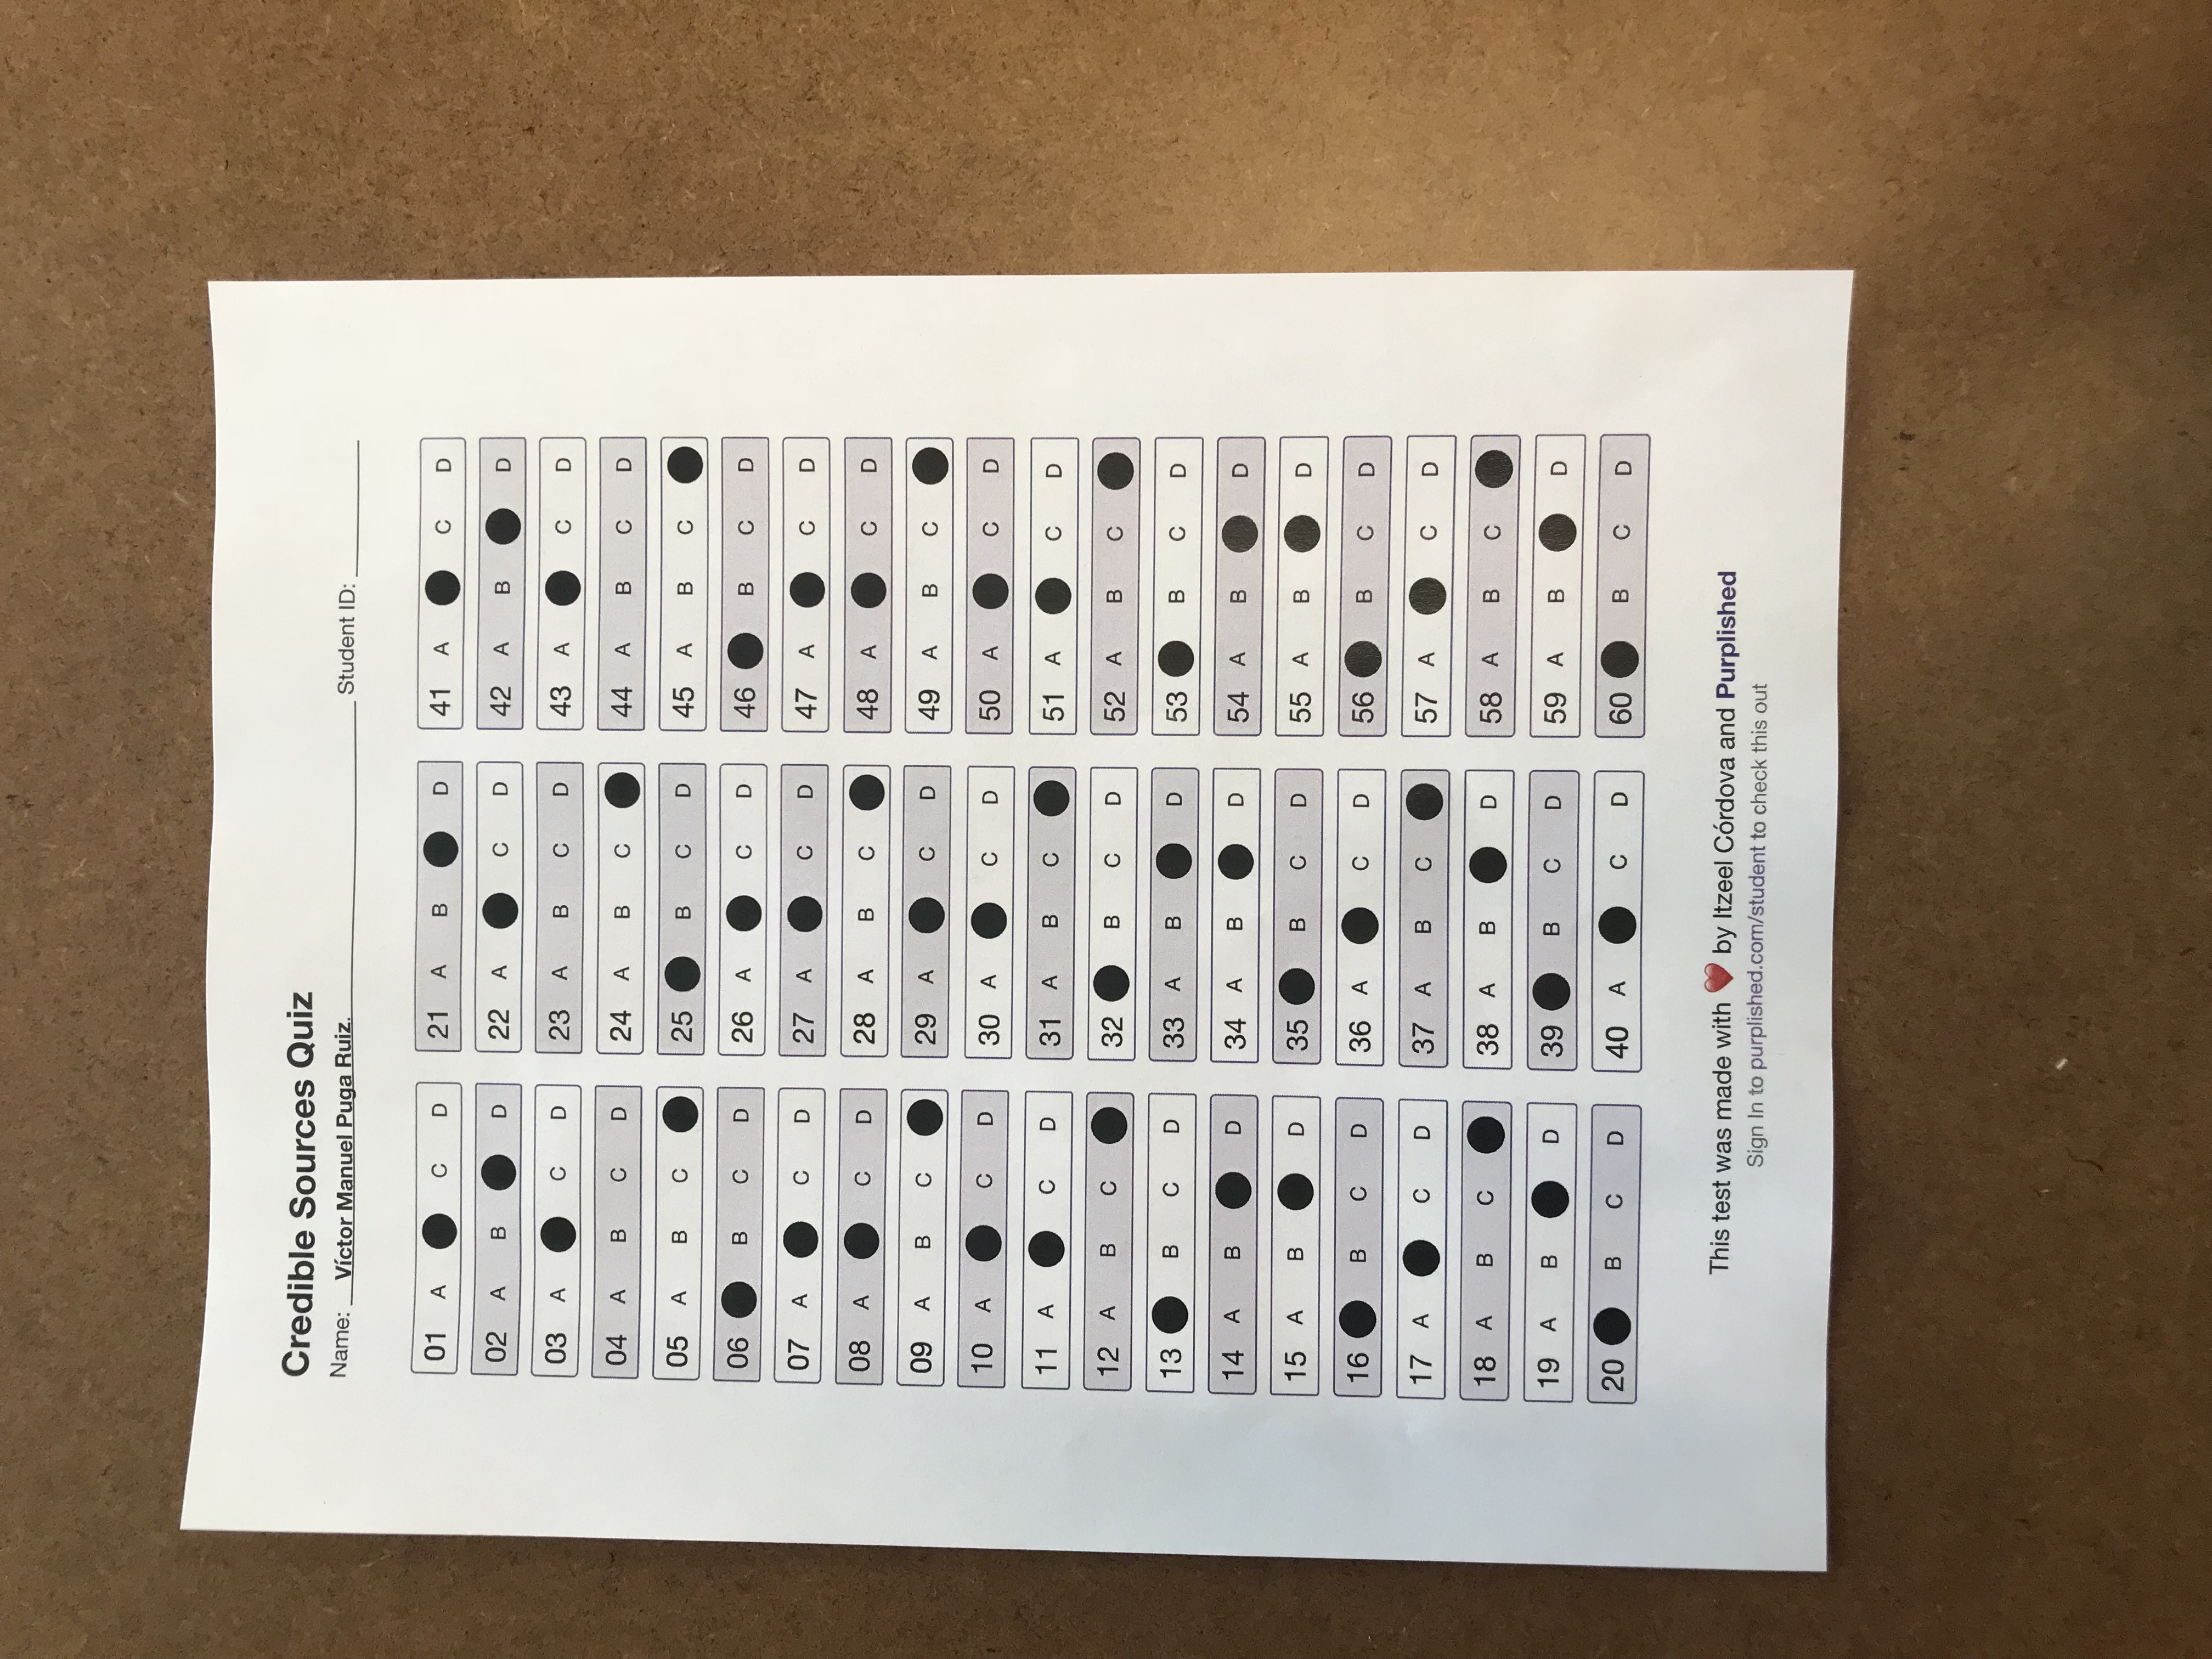 Credible Sources Quiz
Name: Víctor Manuel Puga Ruiz. Student ID:
01 A C D
02 A B D
03 A C D
04 A B C D
05 A B C
06 B C D
07 A C D
08 A C D
09 A B C
10 A C D
11 A C D
12 A B C
13 B C D
14 A B D
15 A B D
16 B C D
17 A C D
18 A B C
19 A B D
20 B C D
21 A B D
22 A C D
23 A B C D
24 A B C
25 B C D
26 A C D
27 A C D
28 A B C
29 A C D
30 A C D
31 A B C
32 B C D
33 A B D
34 A B D
35 B C D
36 A C D
37 A B C
38 A B D
39 B C D
40 A C D
41 A C D
42 A B D
43 A C D
44 A B C D
45 A B C
46 B C D
47 A C D
48 A C D
49 A B C
50 A C D
51 A C D
52 A B C
53 B C D
54 A B D
55 A B D
56 B C D
57 A C D
58 A B C
59 A B D
60 B C D
This test was made with ❤️ by Itzeel Córdova and Purplished
Sign In to purplished.com/student to check this out